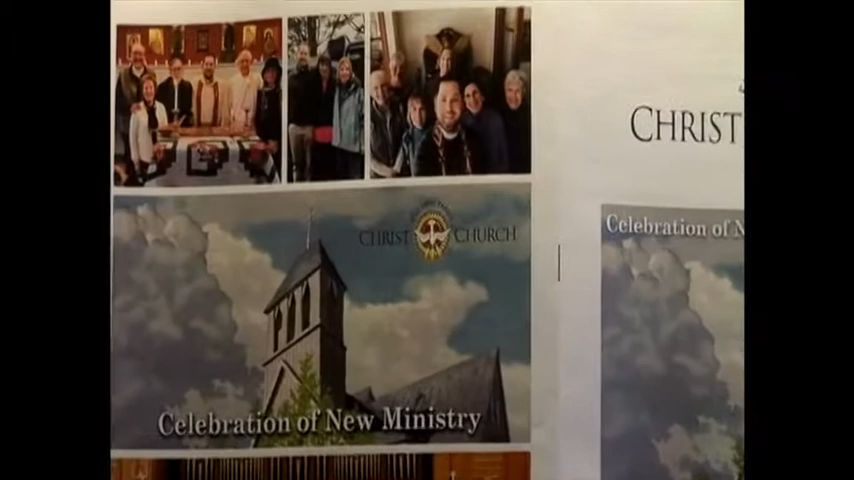 CHRIST CHURCH
Celebration of New Ministry
CHRIST
Celebration of N